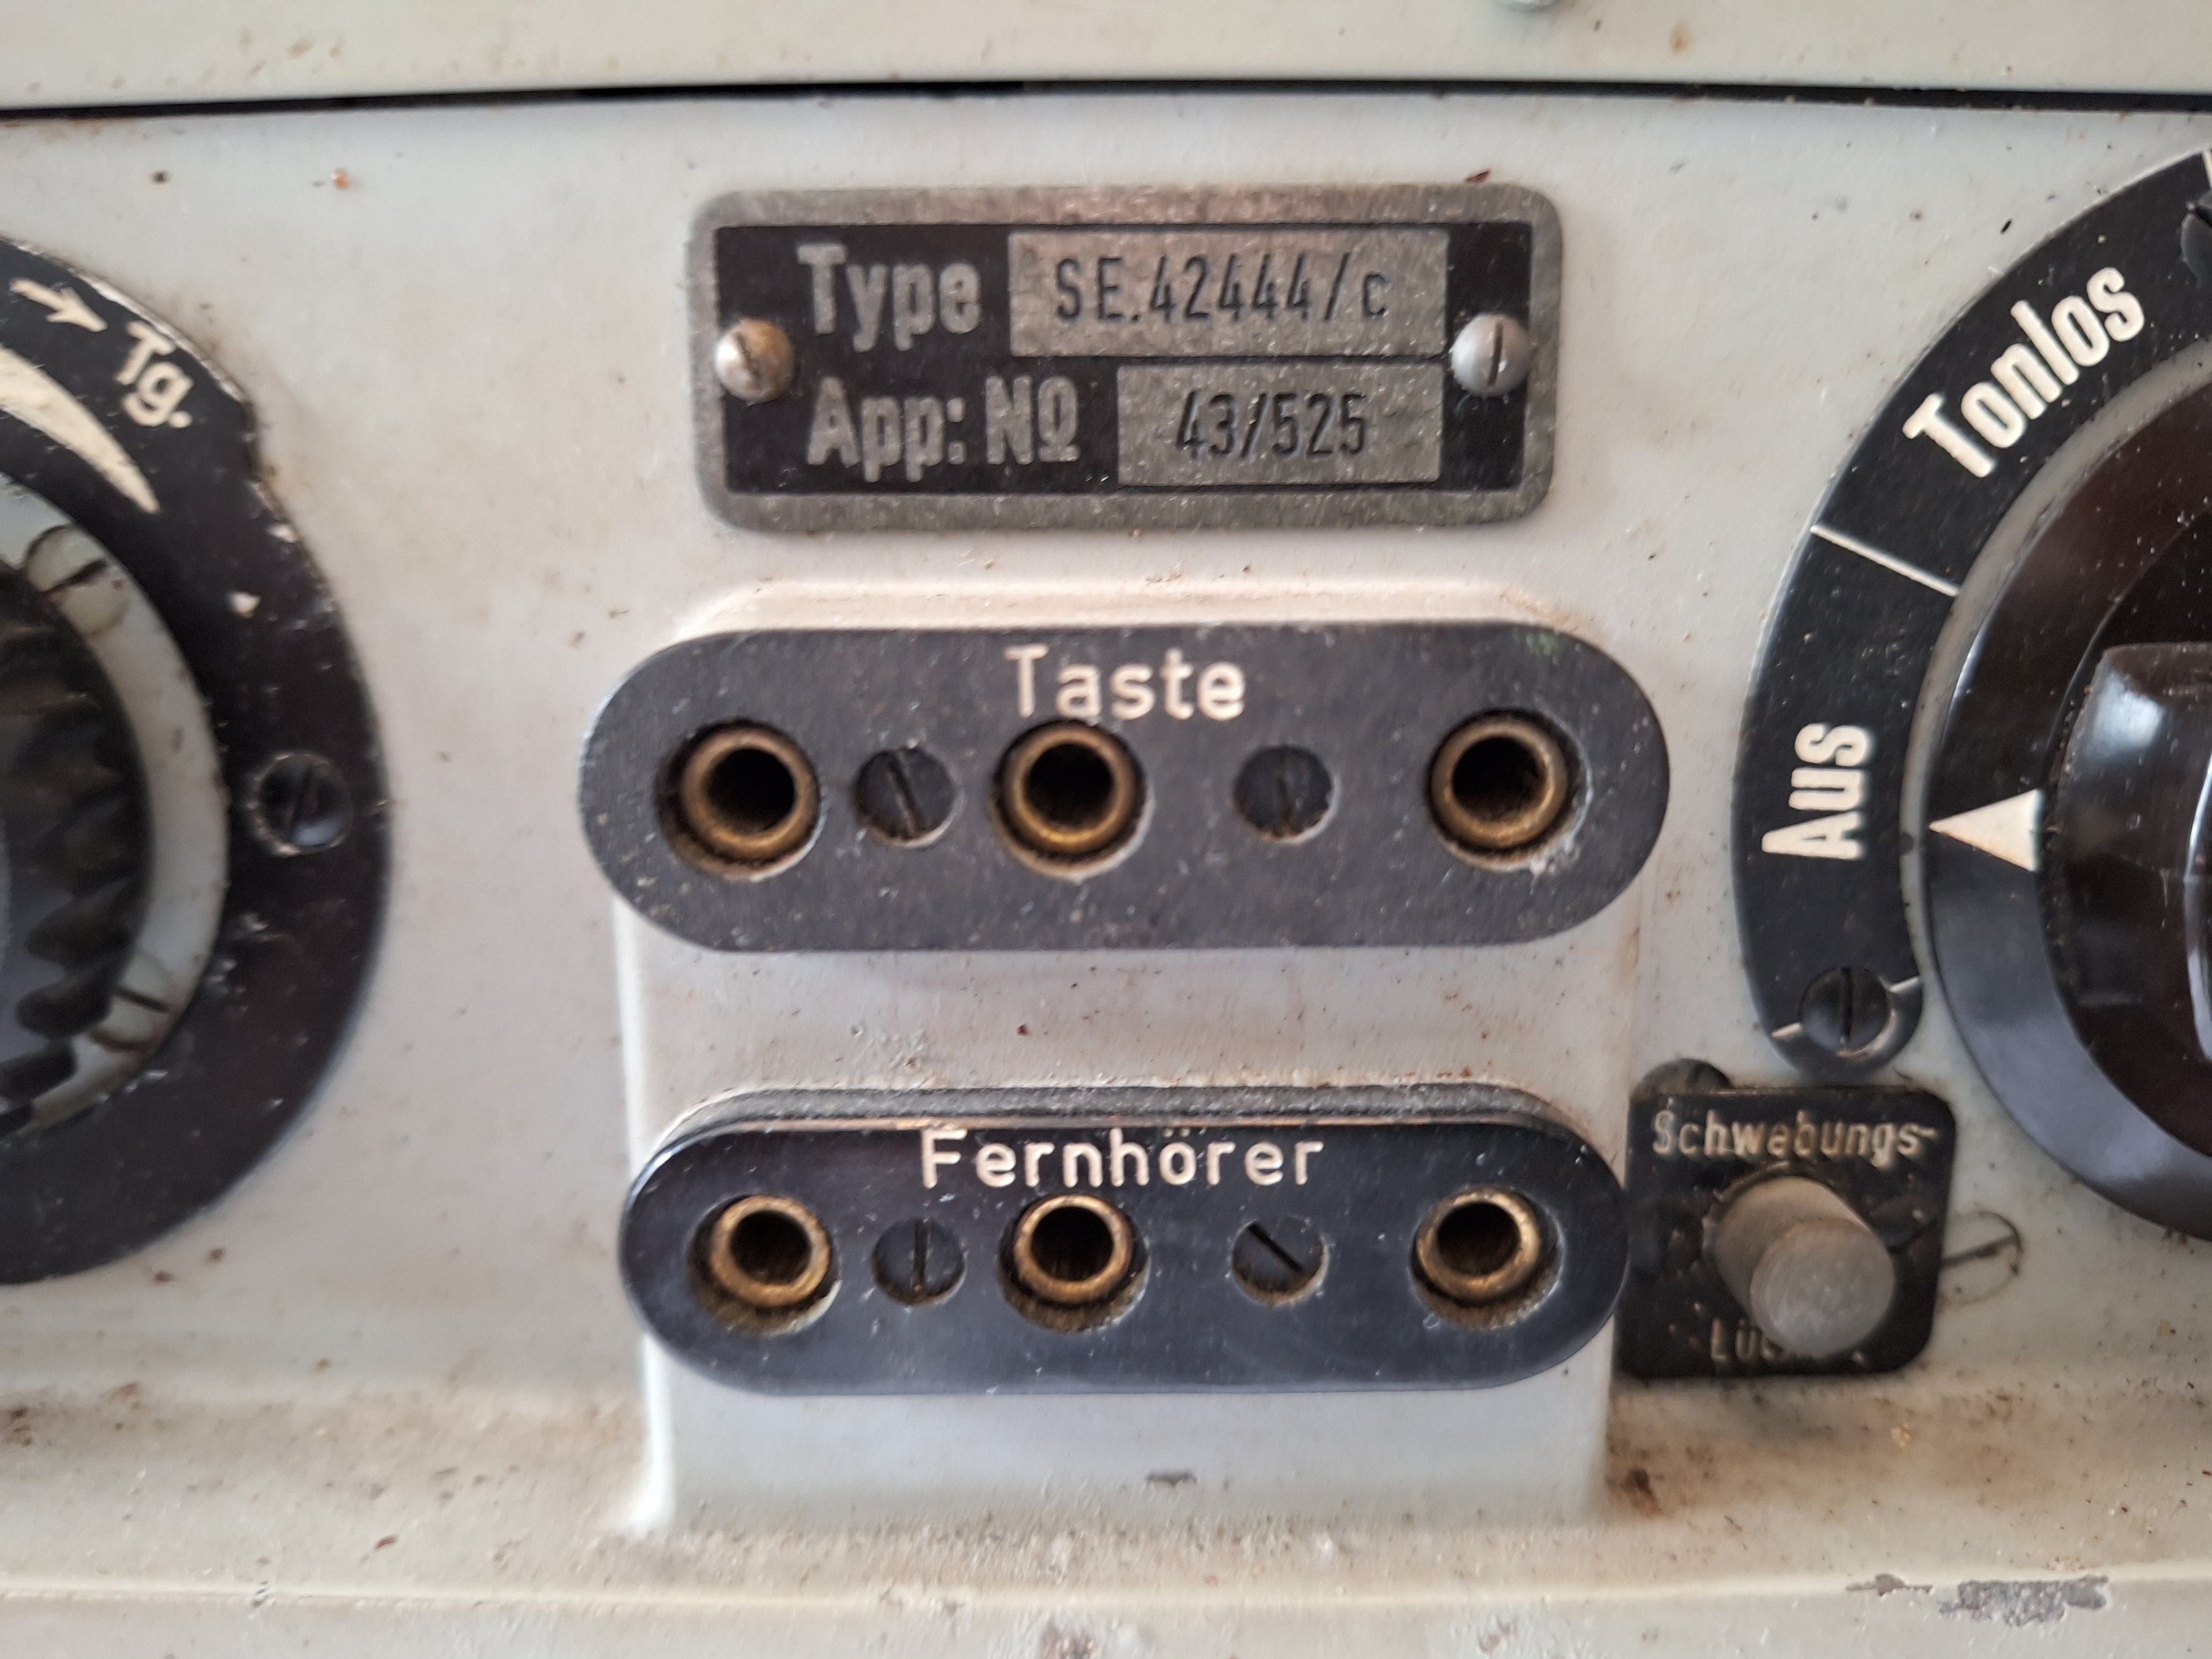 Tg.
Type SE.42444/c
App: Nº 43/525
Taste
Fernhörer
Tonlos
Aus
Schwebungs-